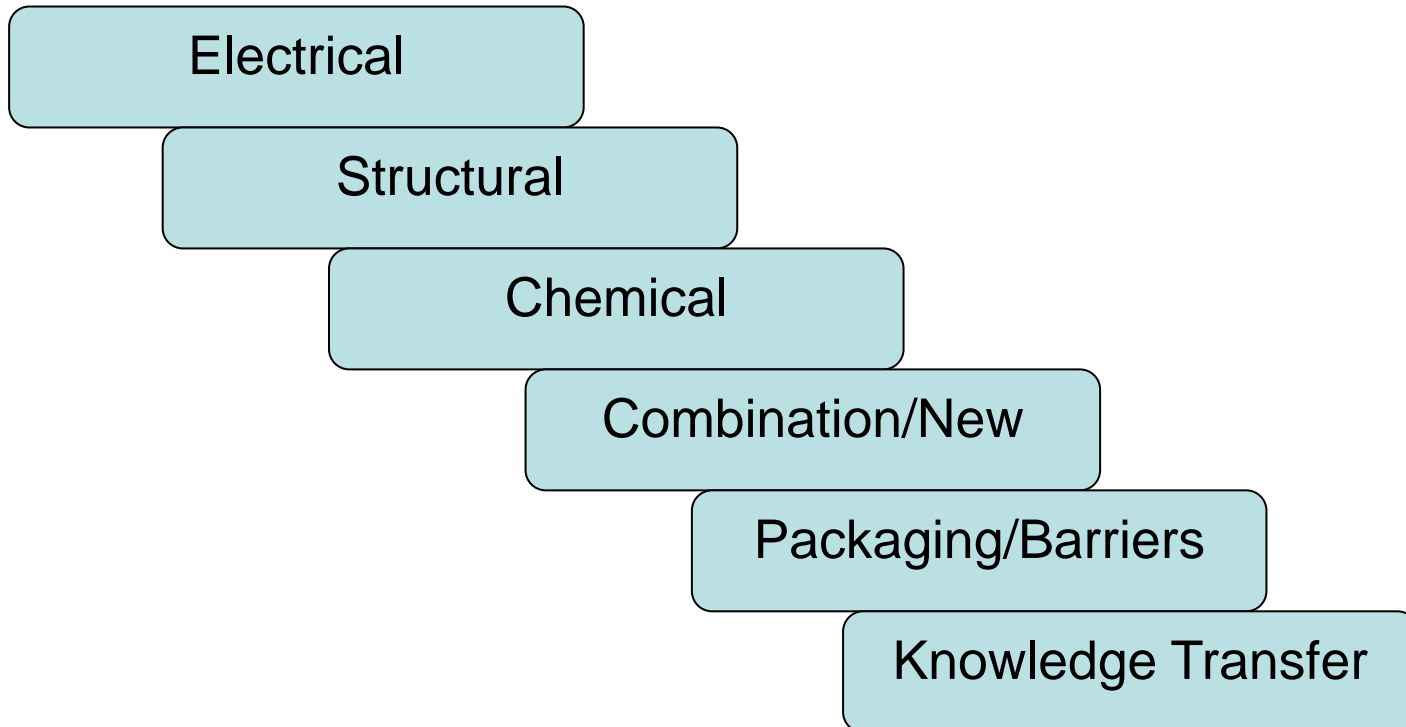 Electrical
Structural
Chemical
Combination/New
Packaging/Barriers
Knowledge Transfer